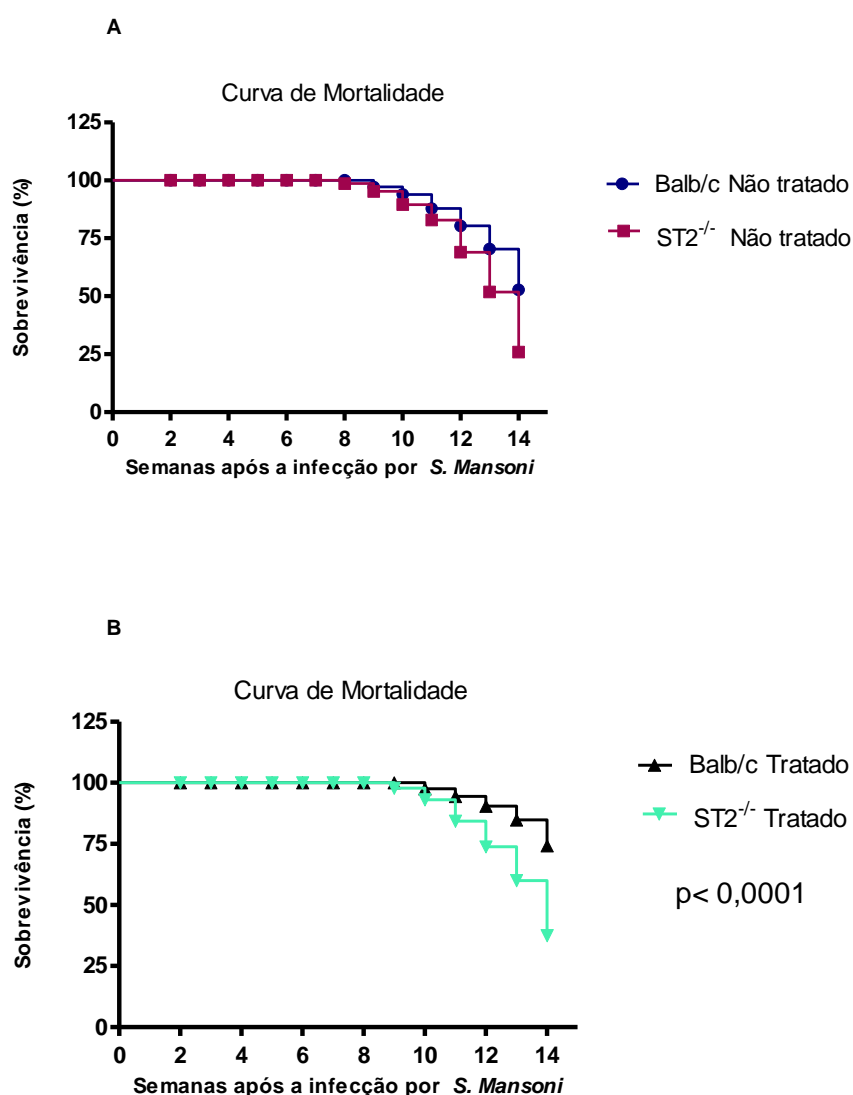 A
Curva de Mortalidade
125
100
75
50
25
0
Sobrevivência (%)
0 2 4 6 8 10 12 14
Semanas após a infecção por S. Mansoni
Balb/c Não tratado
ST2-/- Não tratado
B
Curva de Mortalidade
125
100
75
50
25
0
Sobrevivência (%)
0 2 4 6 8 10 12 14
Semanas após a infecção por S. Mansoni
Balb/c Tratado
ST2-/- Tratado
p< 0,0001